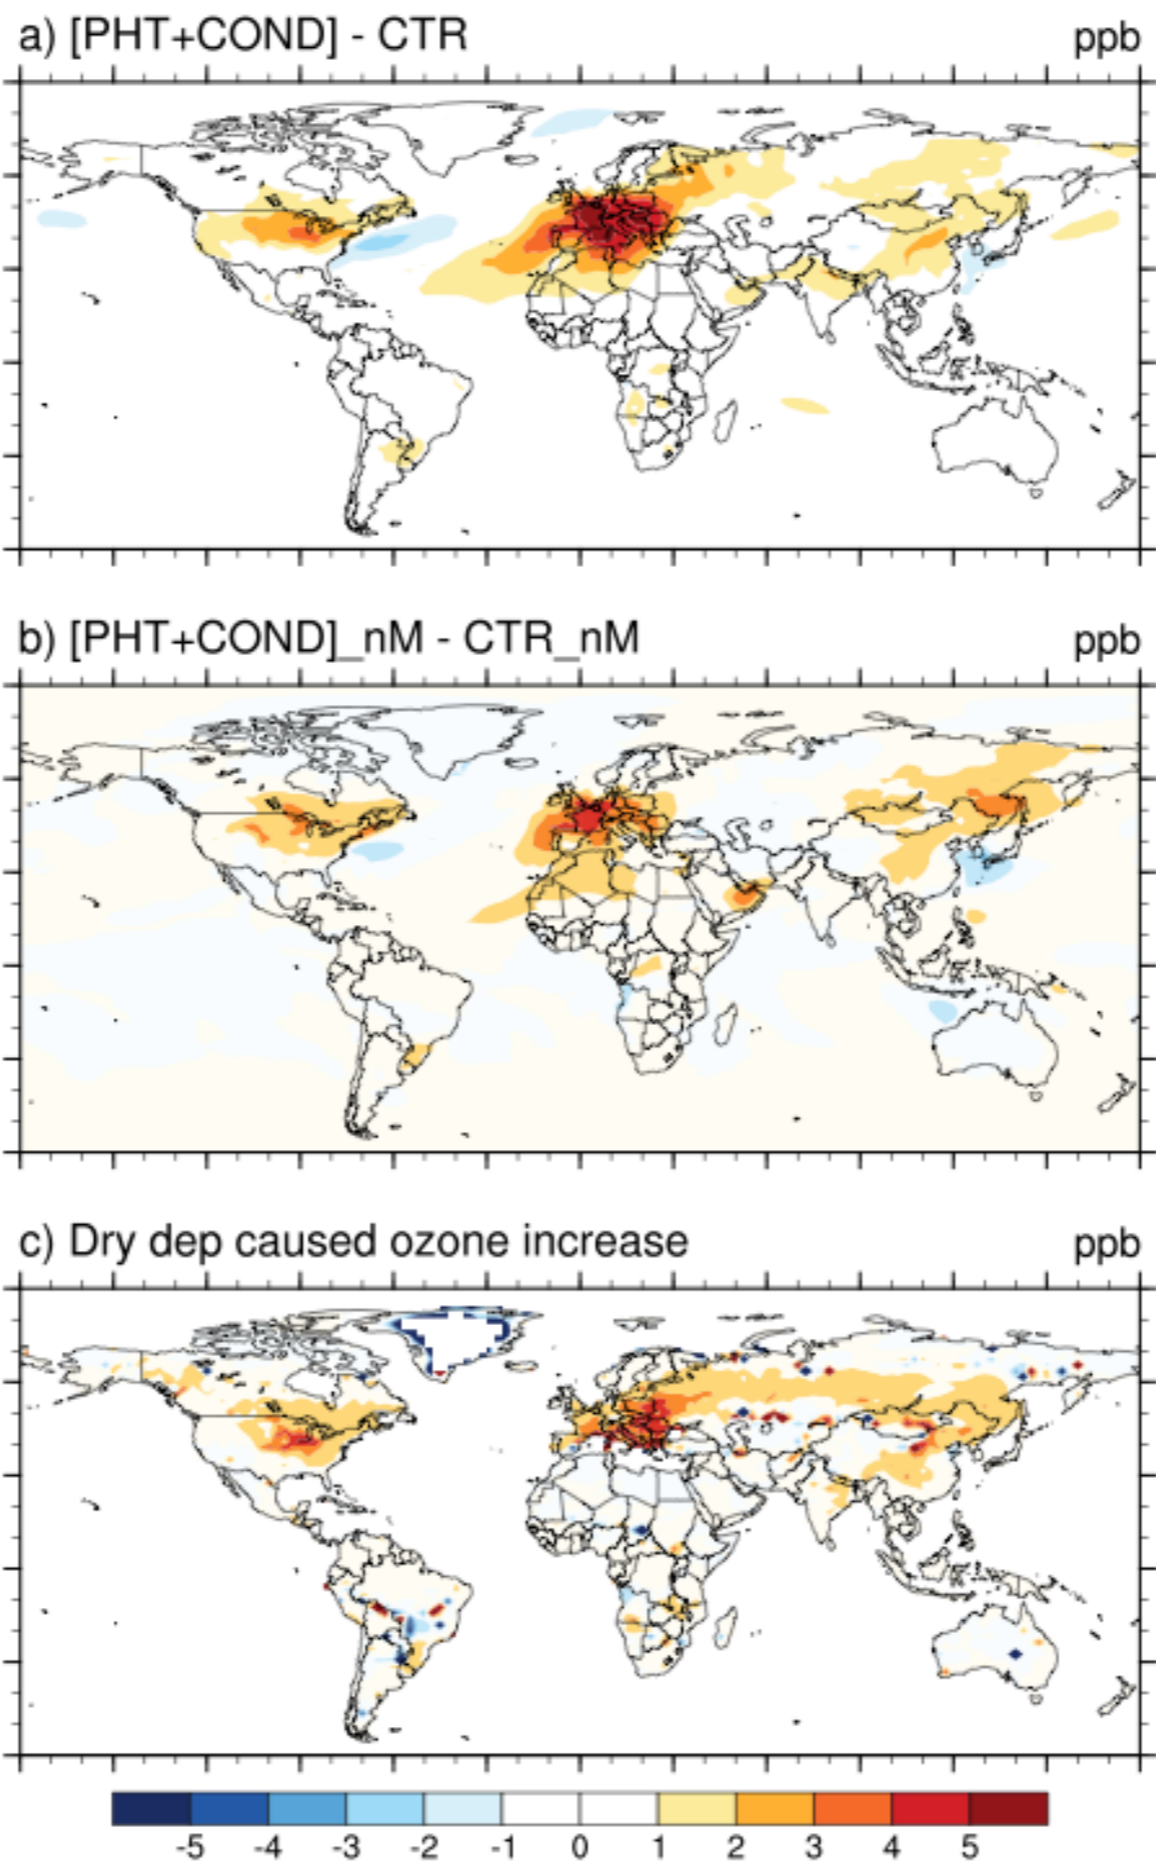 a) [PHT+COND] - CTR ppb
b) [PHT+COND]_nM - CTR_nM ppb
c) Dry dep caused ozone increase ppb
-5 -4 -3 -2 -1 0 1 2 3 4 5